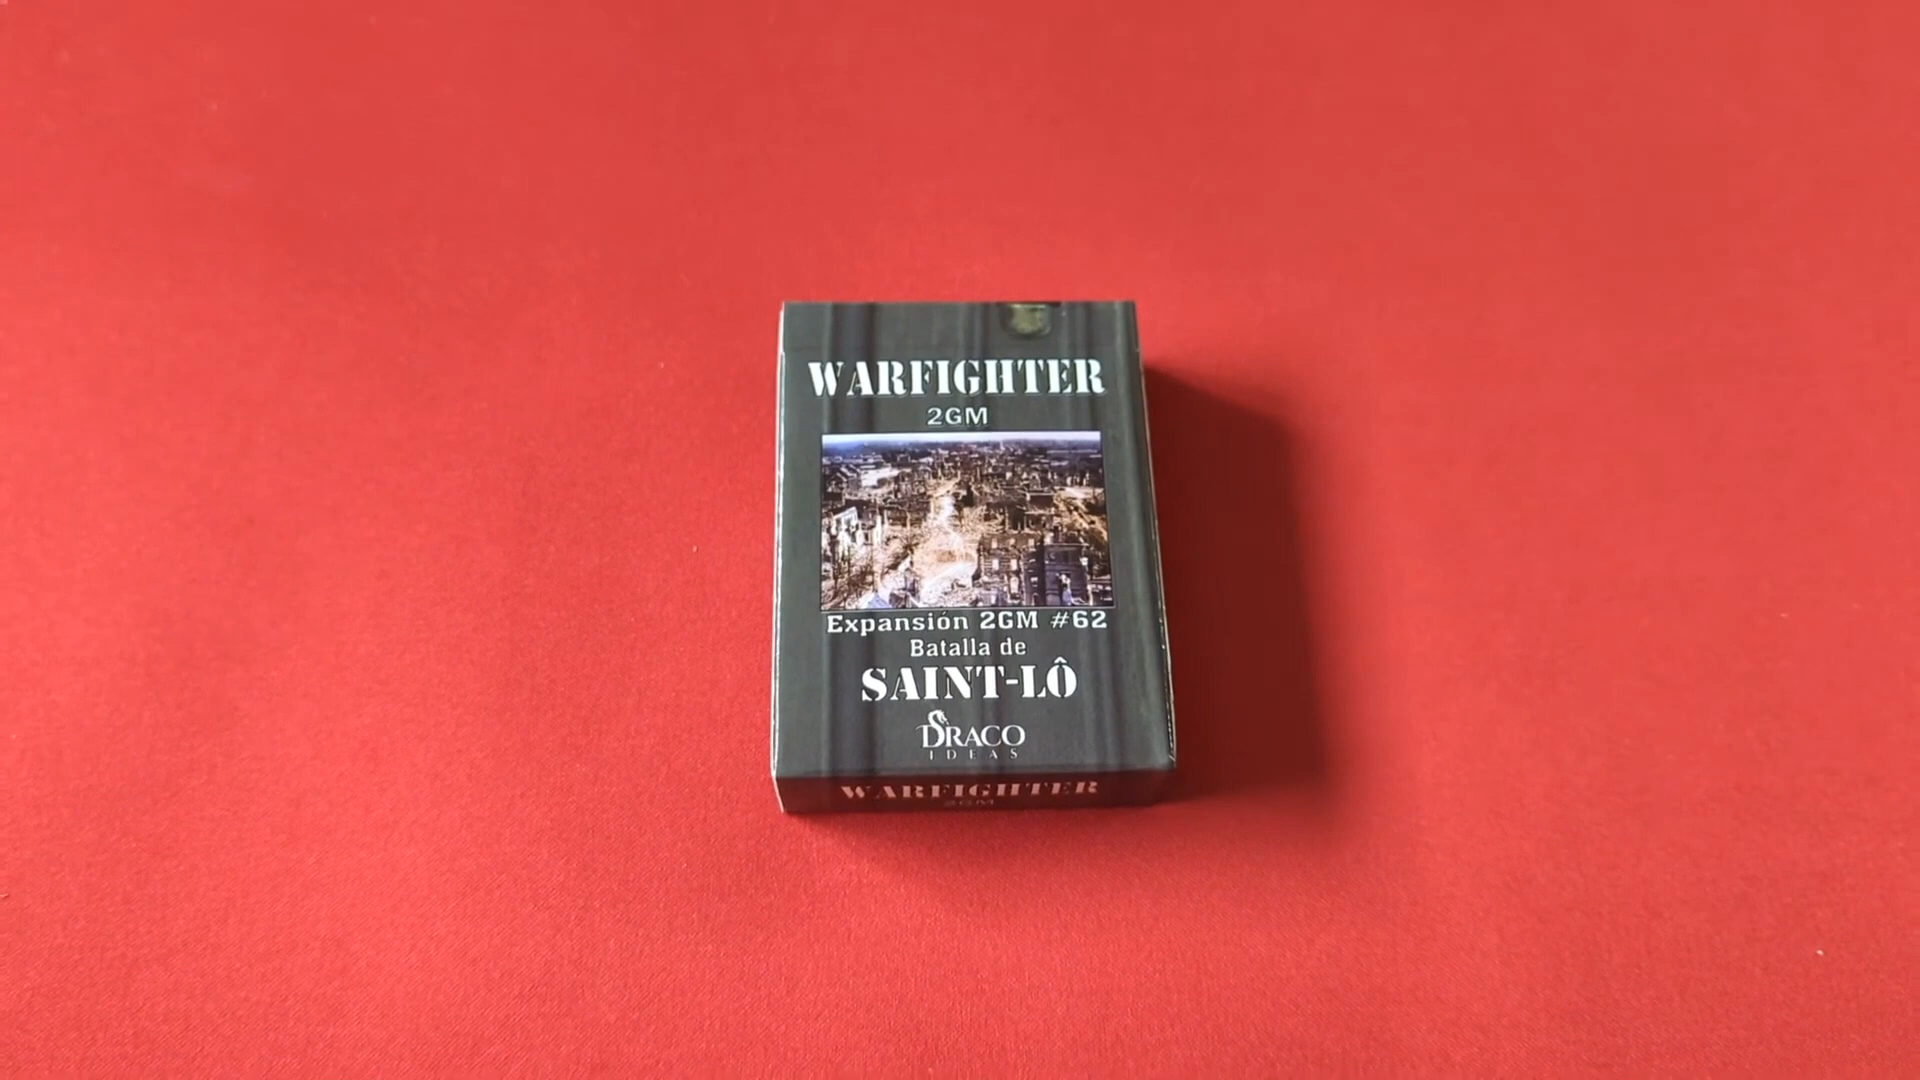 WARFIGHTER
2GM
Expansión 2GM #62
Batalla de
SAINT-LÔ
DRACO
IDEAS
WARFIGHTER
2GM